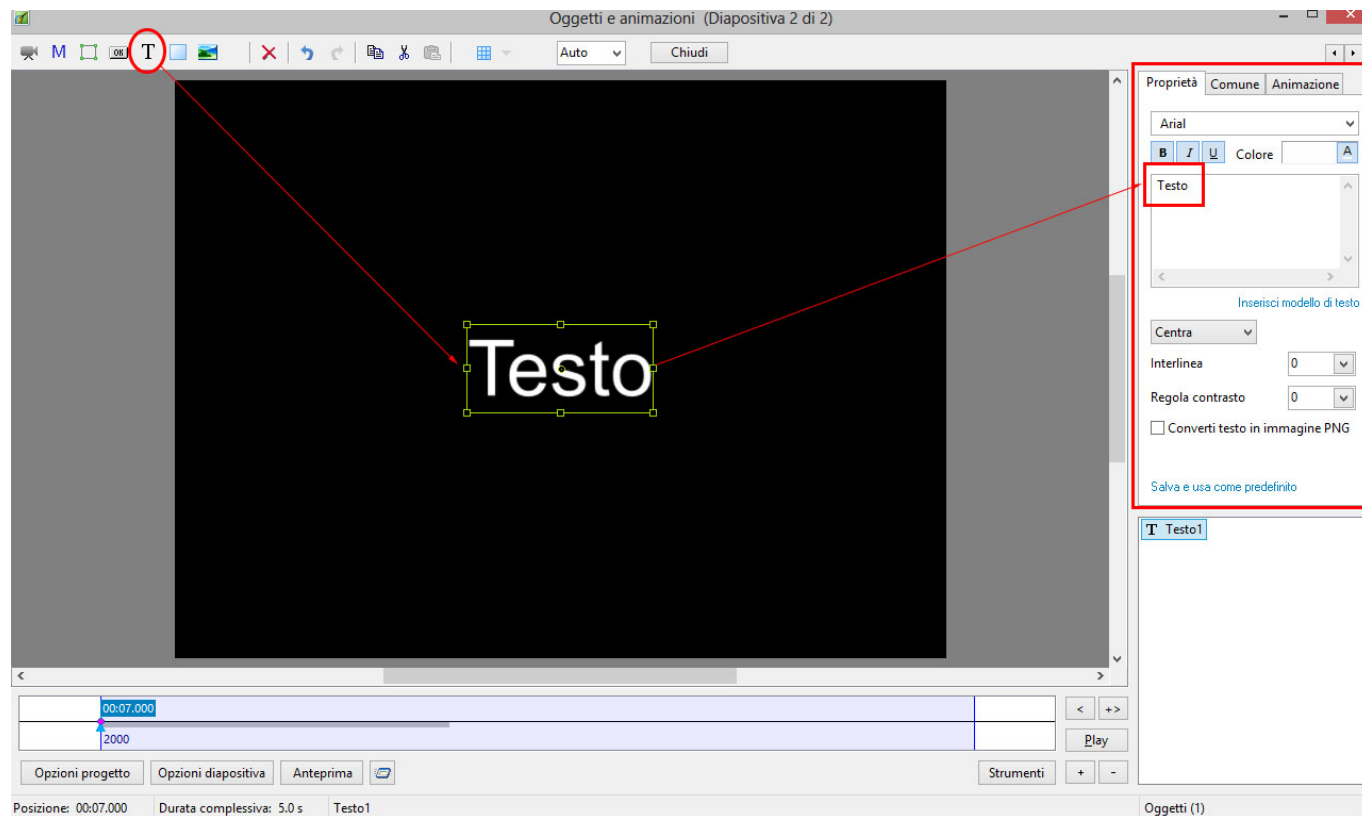 Oggetti e animazioni (Diapositiva 2 di 2)
M OK T Auto Chiudi
Proprietà Comune Animazione
Arial
B I U Colore A
Testo
Inserisci modello di testo
Centra
Interlinea 0
Regola contrasto 0
Converti testo in immagine PNG
Salva e usa come predefinito
Testo
T Testo1
00:07.000
2000
< +>
Play
Opzioni progetto Opzioni diapositiva Anteprima Strumenti + -
Posizione: 00:07.000 Durata complessiva: 5.0 s Testo1 Oggetti (1)